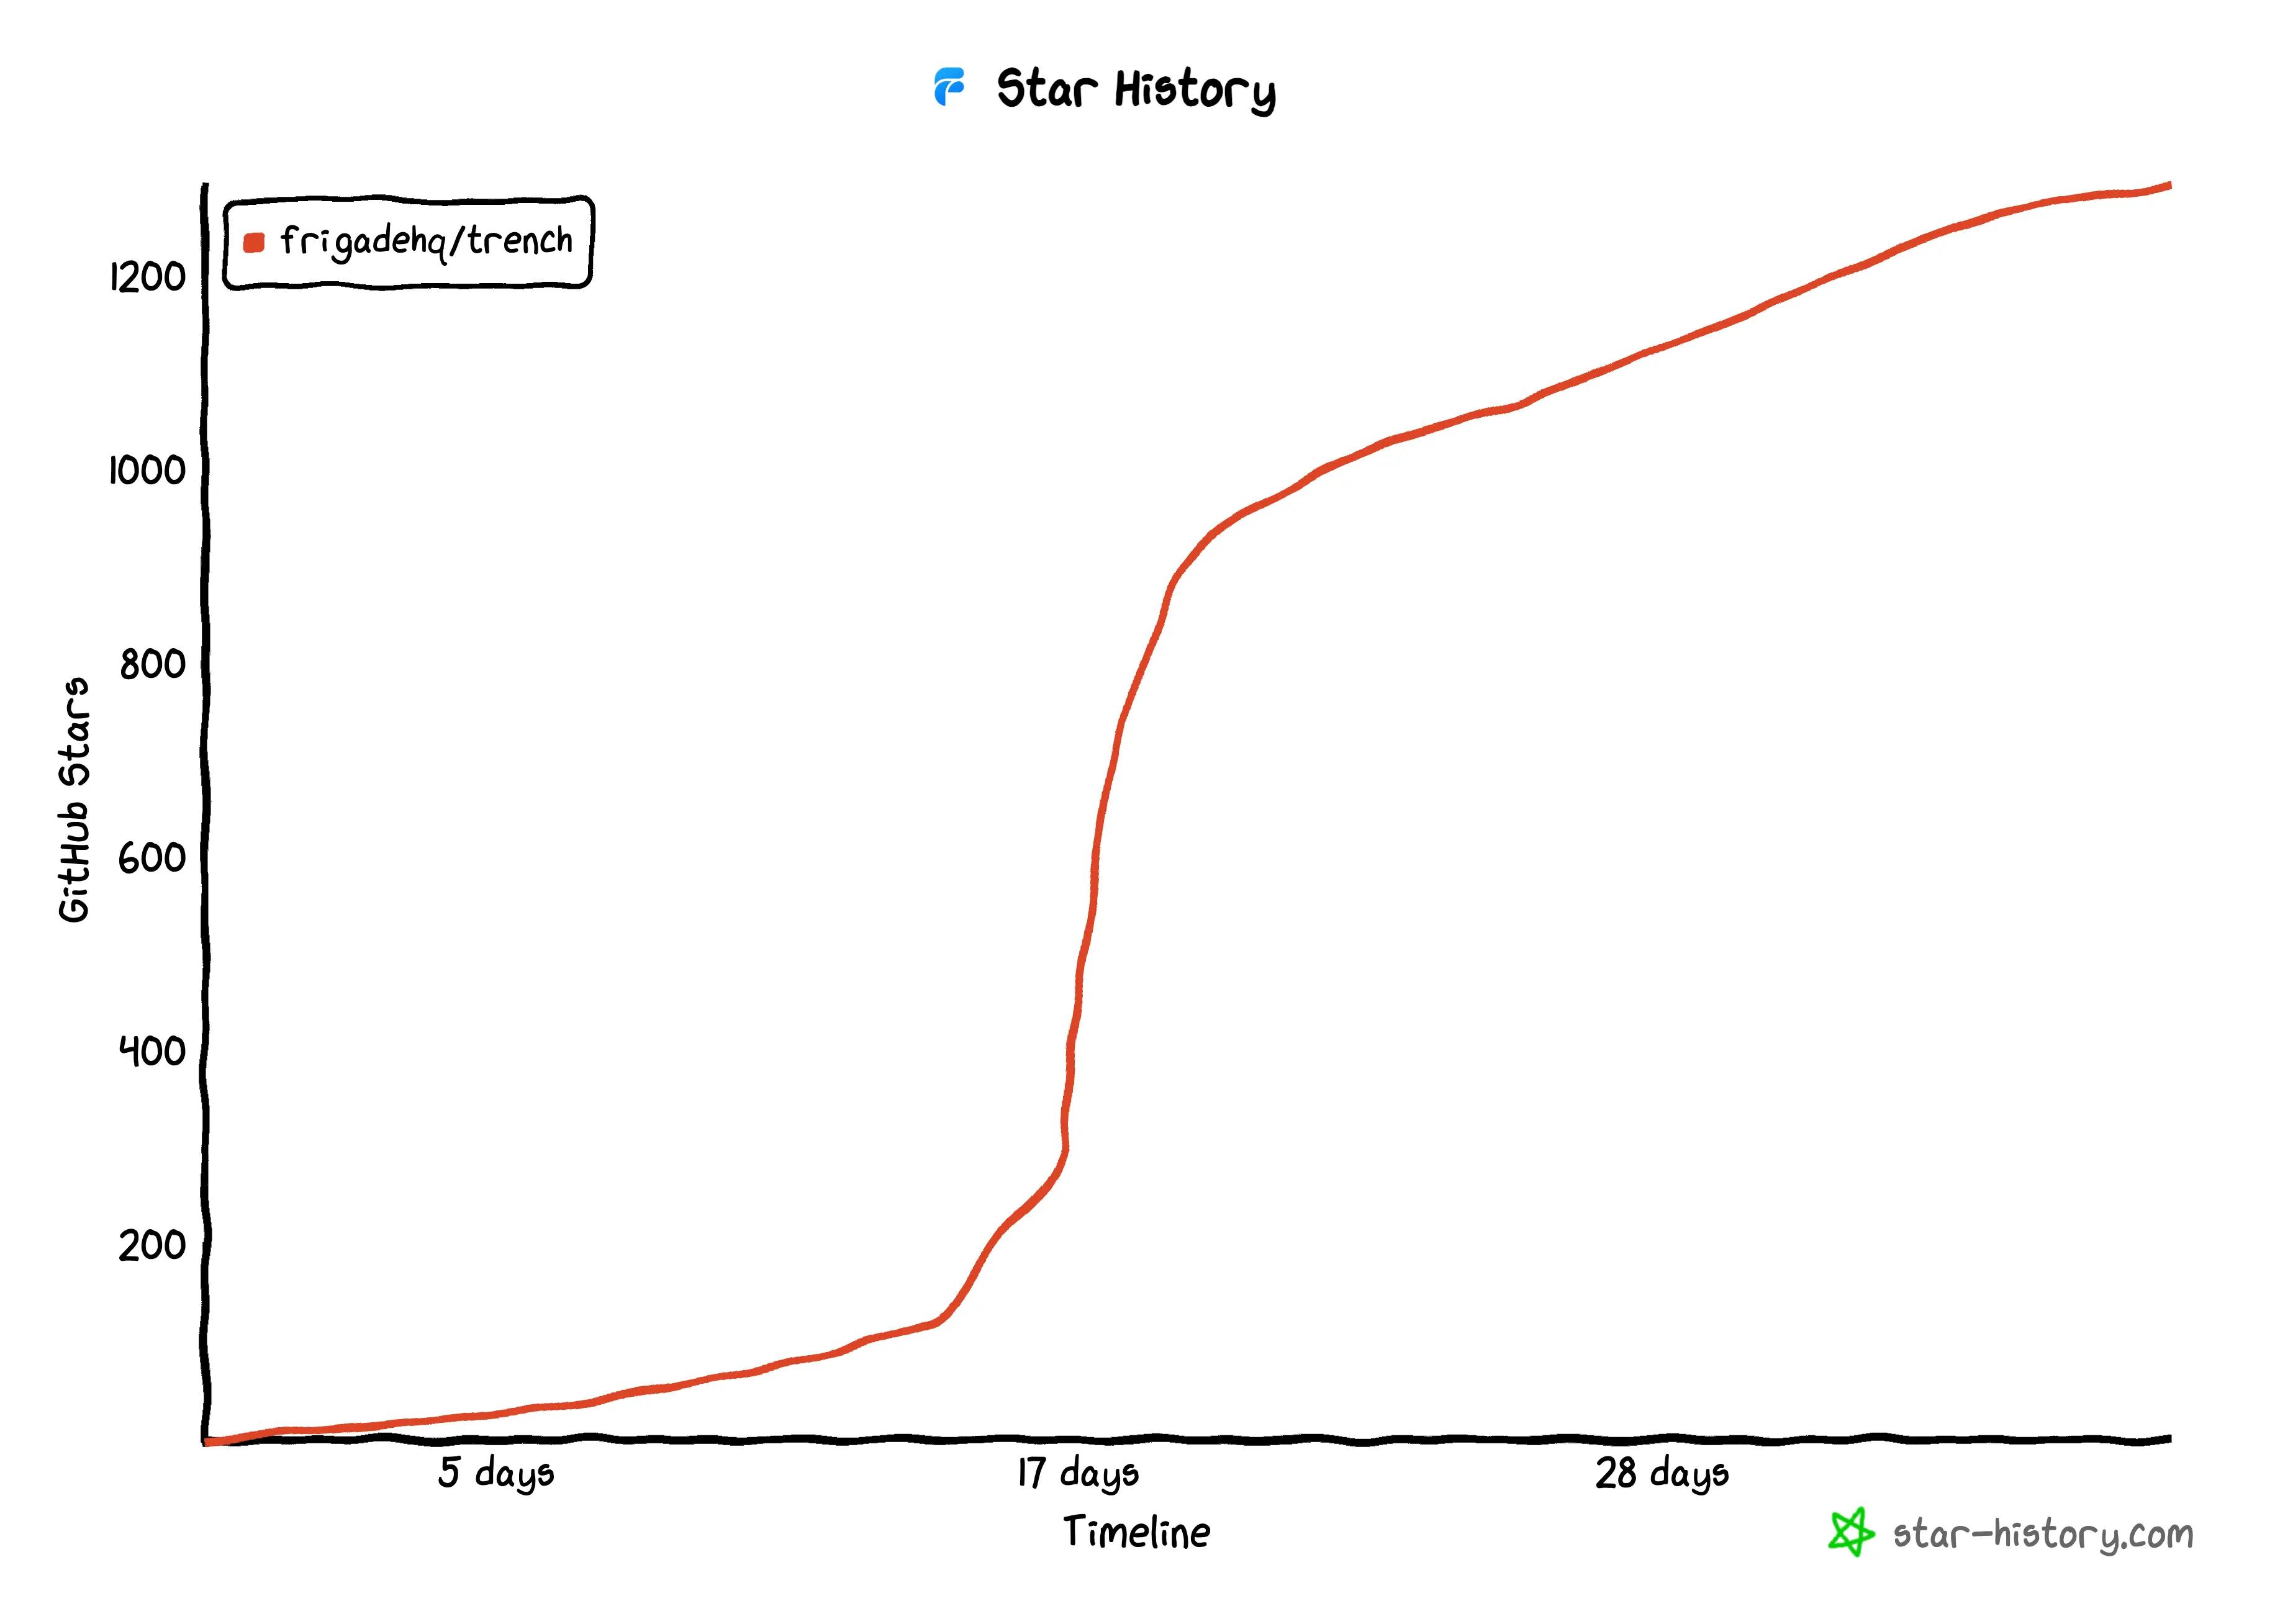 Star History
frigadehq/trench
1200
1000
800
600
400
200
GitHub Stars
5 days
17 days
28 days
Timeline
star-history.com